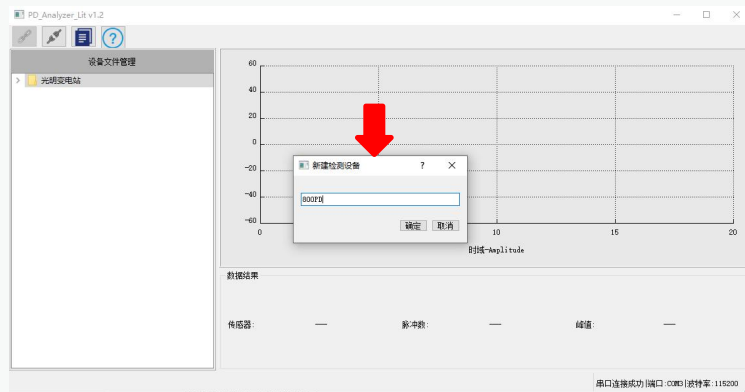 PD_Analyzer_Lit v1.2
设备文件管理
光明变电站
60
40
20
0
-20
-40
-60
0
10
15
20
时域-Amplitude
新建检测设备
800PD
确定 取消
数据结果
传感器: —— 脉冲数: —— 峰值: ——
串口连接成功|端口:COM3|波特率:115200